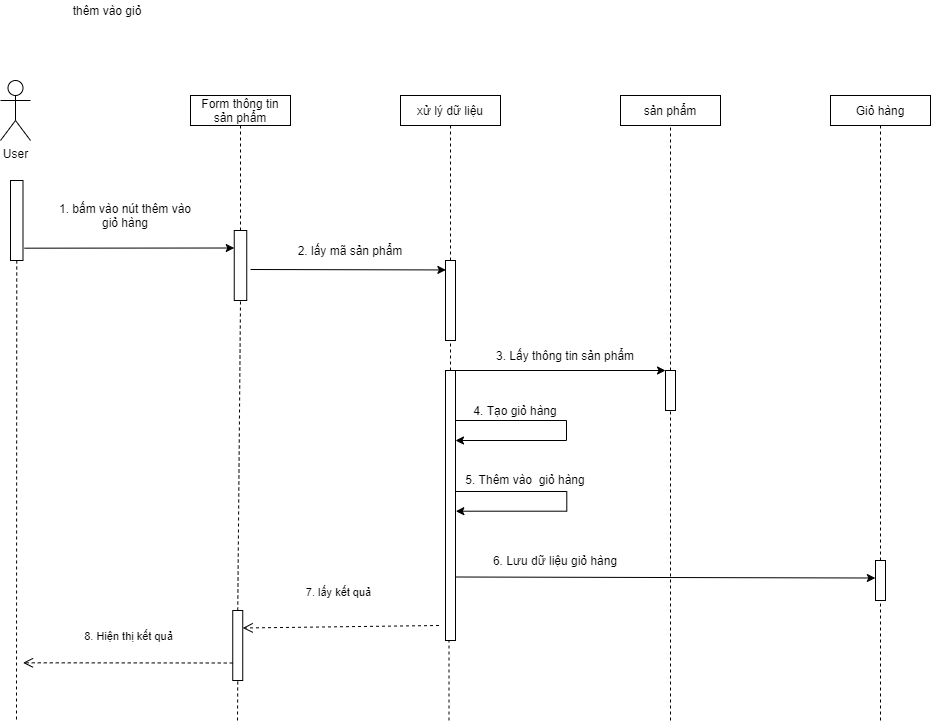 thêm vào giỏ
Form thông tin
sản phẩm
xử lý dữ liệu
sản phẩm
Giỏ hàng
User
1. bấm vào nút thêm vào
giỏ hàng
2. lấy mã sản phẩm
3. Lấy thông tin sản phẩm
4. Tạo giỏ hàng
5. Thêm vào giỏ hàng
6. Lưu dữ liệu giỏ hàng
7. lấy kết quả
8. Hiện thị kết quả